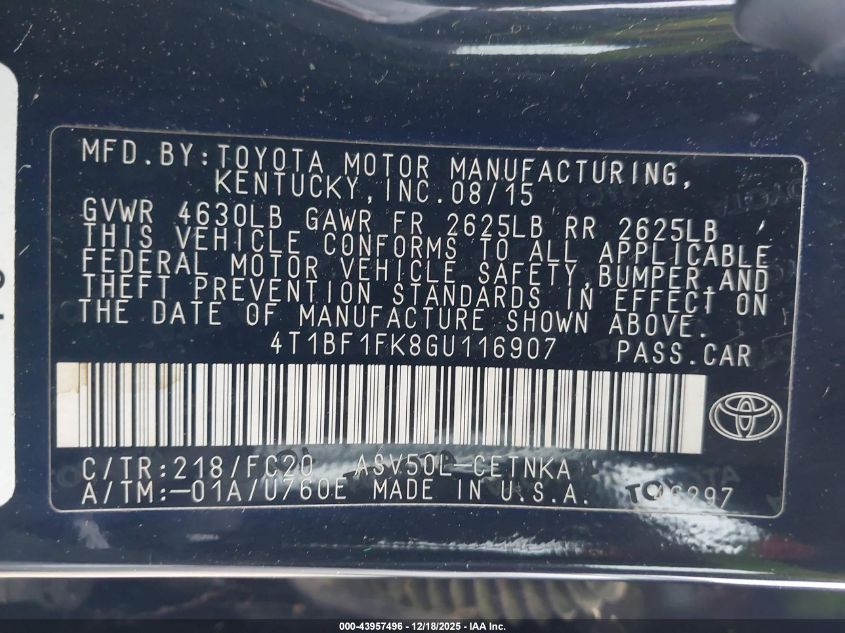 MFD.BY:TOYOTA MOTOR MANUFACTURING,
KENTUCKY,INC.08/15
GVWR 4630LB GAWR FR 2625LB RR 2625LB
THIS VEHICLE CONFORMS TO ALL APPLICABLE
FEDERAL MOTOR VEHICLE SAFETY,BUMPER,AND
THEFT PREVENTION STANDARDS IN EFFECT ON
THE DATE OF MANUFACTURE SHOWN ABOVE.
4T1BF1FK8GU116907 PASS.CAR
C/TR:218/FC20 ASV50L-CETNKA
A/TM:-01A/U760E MADE IN U.S.A.
000-43957496 - 12/18/2025 - IAA Inc.